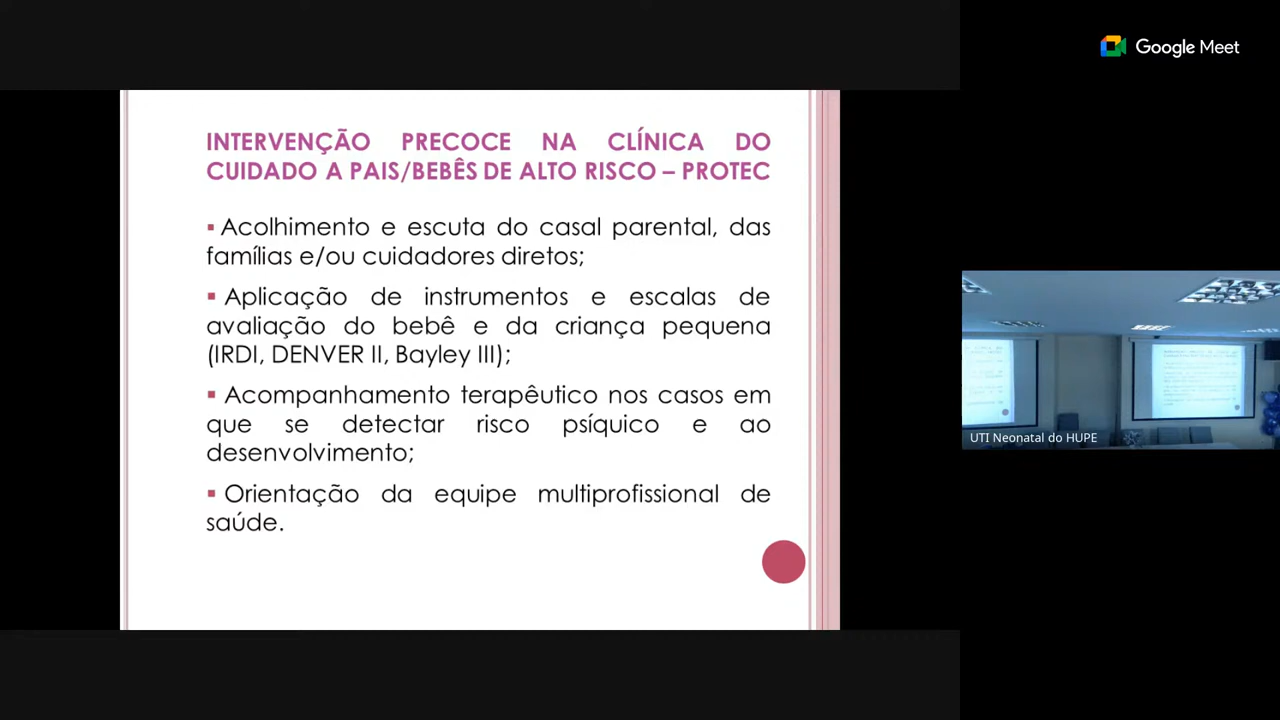 Google Meet
INTERVENÇÃO PRECOCE NA CLÍNICA DO
CUIDADO A PAIS/BEBÊS DE ALTO RISCO – PROTEC
▪ Acolhimento e escuta do casal parental, das
famílias e/ou cuidadores diretos;
▪ Aplicação de instrumentos e escalas de
avaliação do bebê e da criança pequena
(IRDI, DENVER II, Bayley III);
▪ Acompanhamento terapêutico nos casos em
que se detectar risco psíquico e ao
desenvolvimento;
▪ Orientação da equipe multiprofissional de
saúde.
UTI Neonatal do HUPE